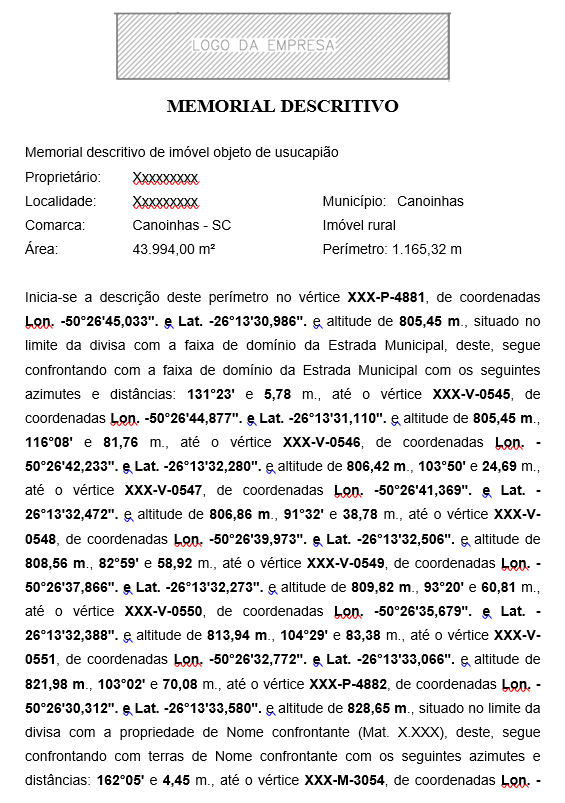 LOGO DA EMPRESA
MEMORIAL DESCRITIVO
Memorial descritivo de imóvel objeto de usucapião
Proprietário: Xxxxxxxxx
Localidade: Xxxxxxxxx Município: Canoinhas
Comarca: Canoinhas - SC Imóvel rural
Área: 43.994,00 m² Perímetro: 1.165,32 m
Inicia-se a descrição deste perímetro no vértice XXX-P-4881, de coordenadas
Lon. -50°26'45,033". e Lat. -26°13'30,986". e altitude de 805,45 m., situado no
limite da divisa com a faixa de domínio da Estrada Municipal, deste, segue
confrontando com a faixa de domínio da Estrada Municipal com os seguintes
azimutes e distâncias: 131°23' e 5,78 m., até o vértice XXX-V-0545, de
coordenadas Lon. -50°26'44,877". e Lat. -26°13'31,110". e altitude de 805,45 m.,
116°08' e 81,76 m., até o vértice XXX-V-0546, de coordenadas Lon. -
50°26'42,233". e Lat. -26°13'32,280". e altitude de 806,42 m., 103°50' e 24,69 m.,
até o vértice XXX-V-0547, de coordenadas Lon. -50°26'41,369". e Lat. -
26°13'32,472". e altitude de 806,86 m., 91°32' e 38,78 m., até o vértice XXX-V-
0548, de coordenadas Lon. -50°26'39,973". e Lat. -26°13'32,506". e altitude de
808,56 m., 82°59' e 58,92 m., até o vértice XXX-V-0549, de coordenadas Lon. -
50°26'37,866". e Lat. -26°13'32,273". e altitude de 809,82 m., 93°20' e 60,81 m.,
até o vértice XXX-V-0550, de coordenadas Lon. -50°26'35,679". e Lat. -
26°13'32,388". e altitude de 813,94 m., 104°29' e 83,38 m., até o vértice XXX-V-
0551, de coordenadas Lon. -50°26'32,772". e Lat. -26°13'33,066". e altitude de
821,98 m., 103°02' e 70,08 m., até o vértice XXX-P-4882, de coordenadas Lon. -
50°26'30,312". e Lat. -26°13'33,580". e altitude de 828,65 m., situado no limite da
divisa com a propriedade de Nome confrontante (Mat. X.XXX), deste, segue
confrontando com terras de Nome confrontante com os seguintes azimutes e
distâncias: 162°05' e 4,45 m., até o vértice XXX-M-3054, de coordenadas Lon. -